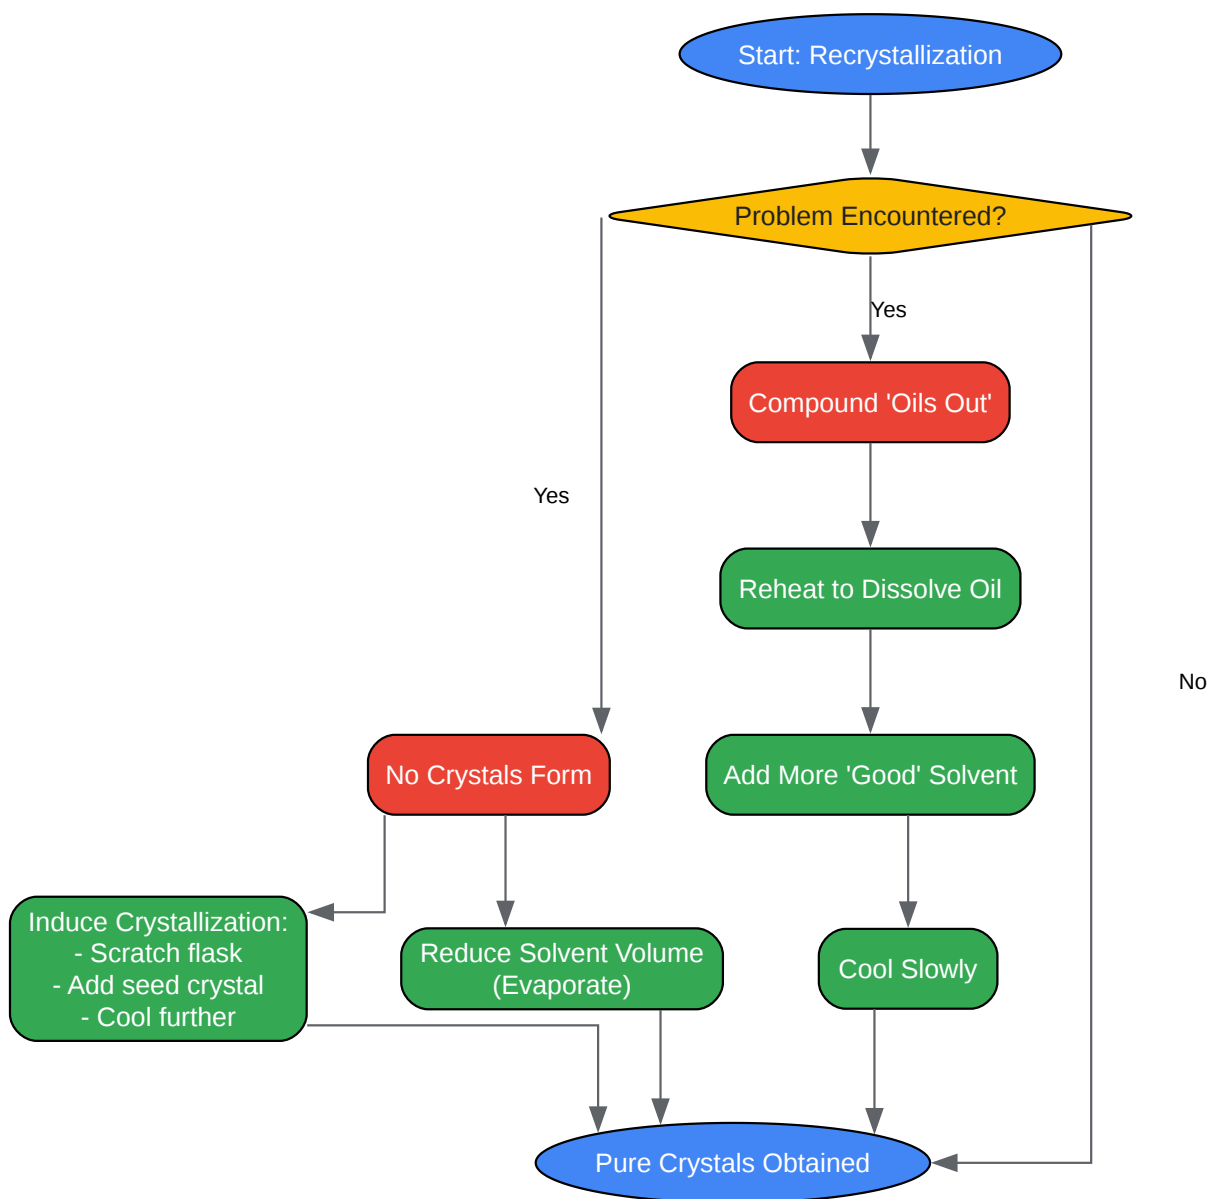 Start: Recrystallization
Problem Encountered?
Yes
Compound 'Oils Out'
Yes
Reheat to Dissolve Oil
No
No Crystals Form
Add More 'Good' Solvent
Induce Crystallization:
- Scratch flask
- Add seed crystal
- Cool further
Reduce Solvent Volume
(Evaporate)
Cool Slowly
Pure Crystals Obtained